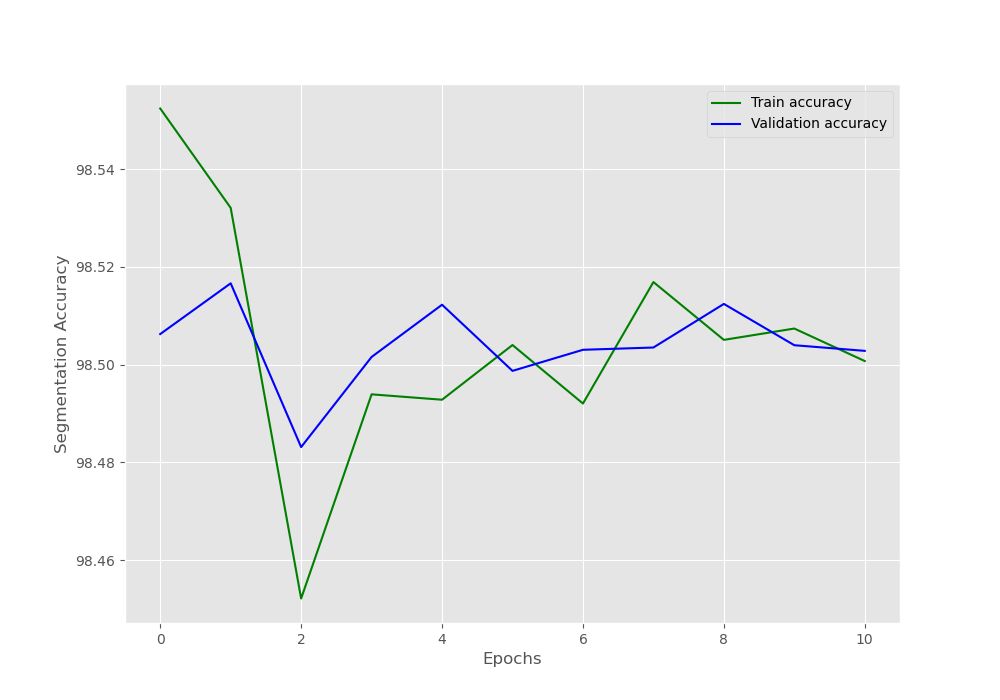 Train accuracy
Validation accuracy
98.54
98.52
98.50
98.48
98.46
Segmentation Accuracy
0 2 4 6 8 10
Epochs